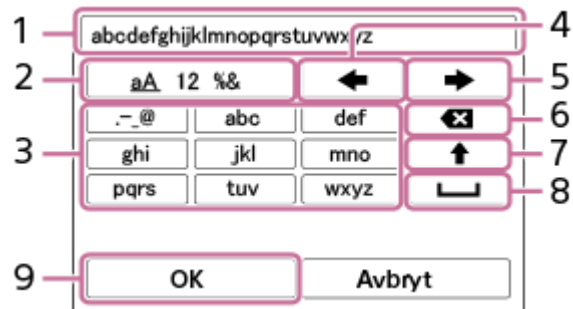 1 abcdefghijklmnopqrstuvwxyz 4
2 aA 12 %& 5
.-_@ abc def 6
3 ghi jkl mno 7
pqrs tuv wxyz 8
9 OK Avbryt